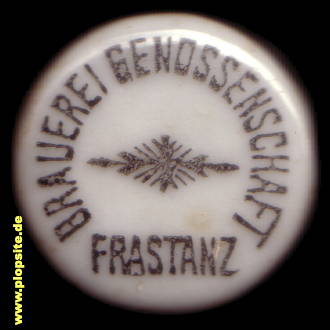 BRAUEREI GENOSSENSCHAFT
FRASTANZ
www.plopsite.de